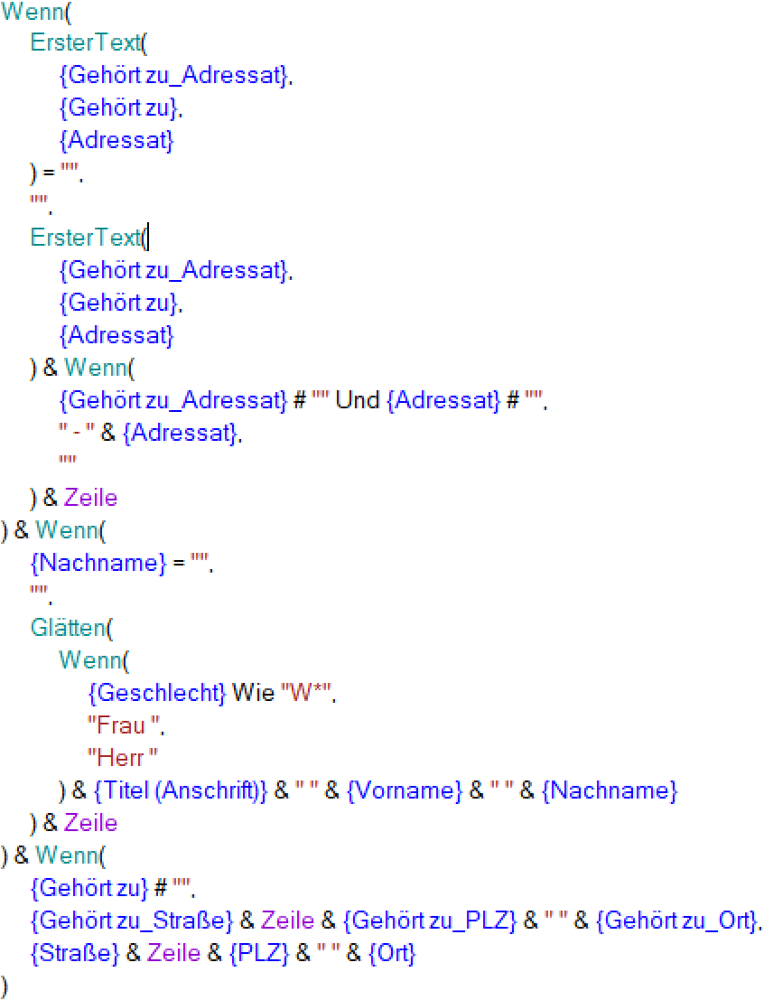 Wenn(
ErsterText(
{Gehört zu_Adressat},
{Gehört zu},
{Adressat}
) = "",
"",
ErsterText(
{Gehört zu_Adressat},
{Gehört zu},
{Adressat}
) & Wenn(
{Gehört zu_Adressat} # "" Und {Adressat} # "",
" - " & {Adressat},
""
) & Zeile
) & Wenn(
{Nachname} = "",
"",
Glätten(
Wenn(
{Geschlecht} Wie "W*",
"Frau ",
"Herr "
) & {Titel (Anschrift)} & " " & {Vorname} & " " & {Nachname}
) & Zeile
) & Wenn(
{Gehört zu} # "",
{Gehört zu_Straße} & Zeile & {Gehört zu_PLZ} & " " & {Gehört zu_Ort},
{Straße} & Zeile & {PLZ} & " " & {Ort}
)